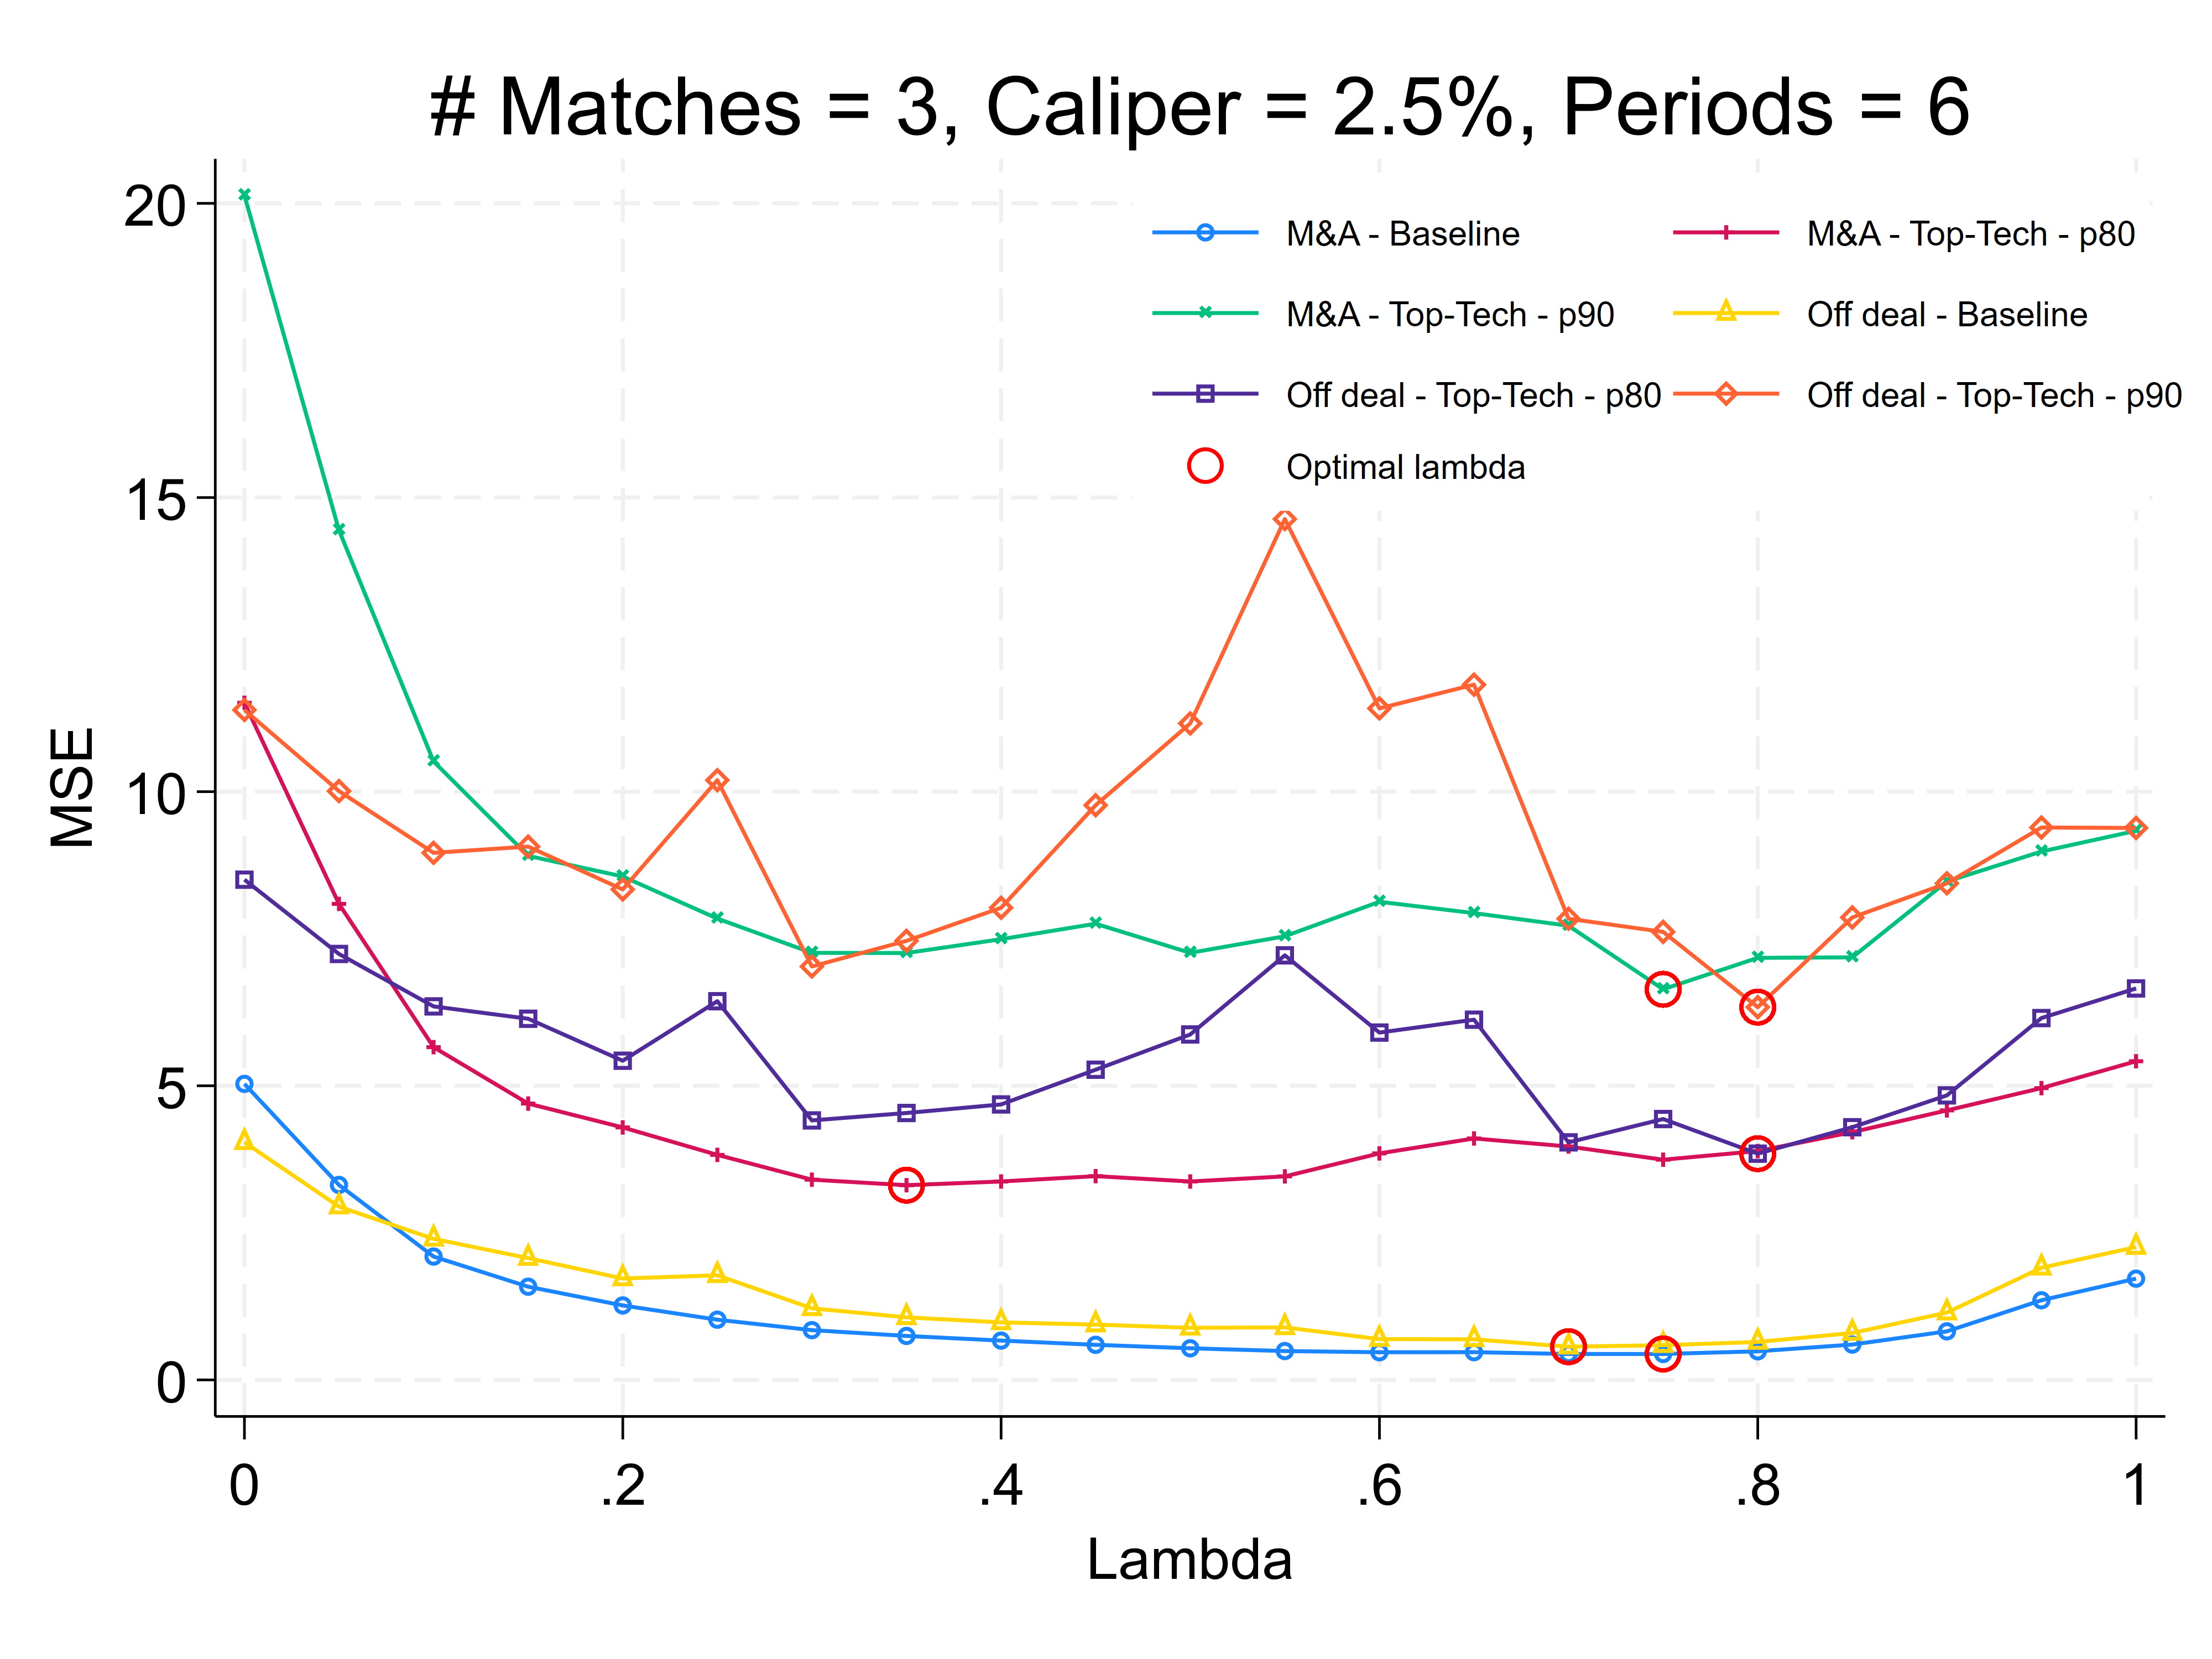 # Matches = 3, Caliper = 2.5%, Periods = 6
M&A - Baseline
M&A - Top-Tech - p80
M&A - Top-Tech - p90
Off deal - Baseline
Off deal - Top-Tech - p80
Off deal - Top-Tech - p90
Optimal lambda
MSE
20
15
10
5
0
0 .2 .4 .6 .8 1
Lambda